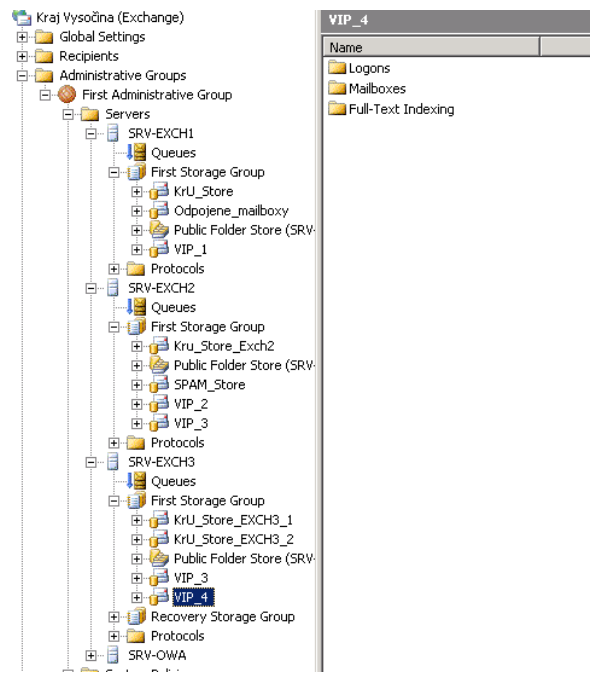 Kraj Vysočina (Exchange)
Global Settings
Recipients
Administrative Groups
First Administrative Group
Servers
SRV-EXCH1
Queues
First Storage Group
KrU_Store
Odpojene_mailboxy
Public Folder Store (SRV-
VIP_1
Protocols
SRV-EXCH2
Queues
First Storage Group
Kru_Store_Exch2
Public Folder Store (SRV-
SPAM_Store
VIP_2
VIP_3
Protocols
SRV-EXCH3
Queues
First Storage Group
KrU_Store_EXCH3_1
KrU_Store_EXCH3_2
Public Folder Store (SRV-
VIP_3
VIP_4
Recovery Storage Group
Protocols
SRV-OWA
VIP_4
Name
Logons
Mailboxes
Full-Text Indexing